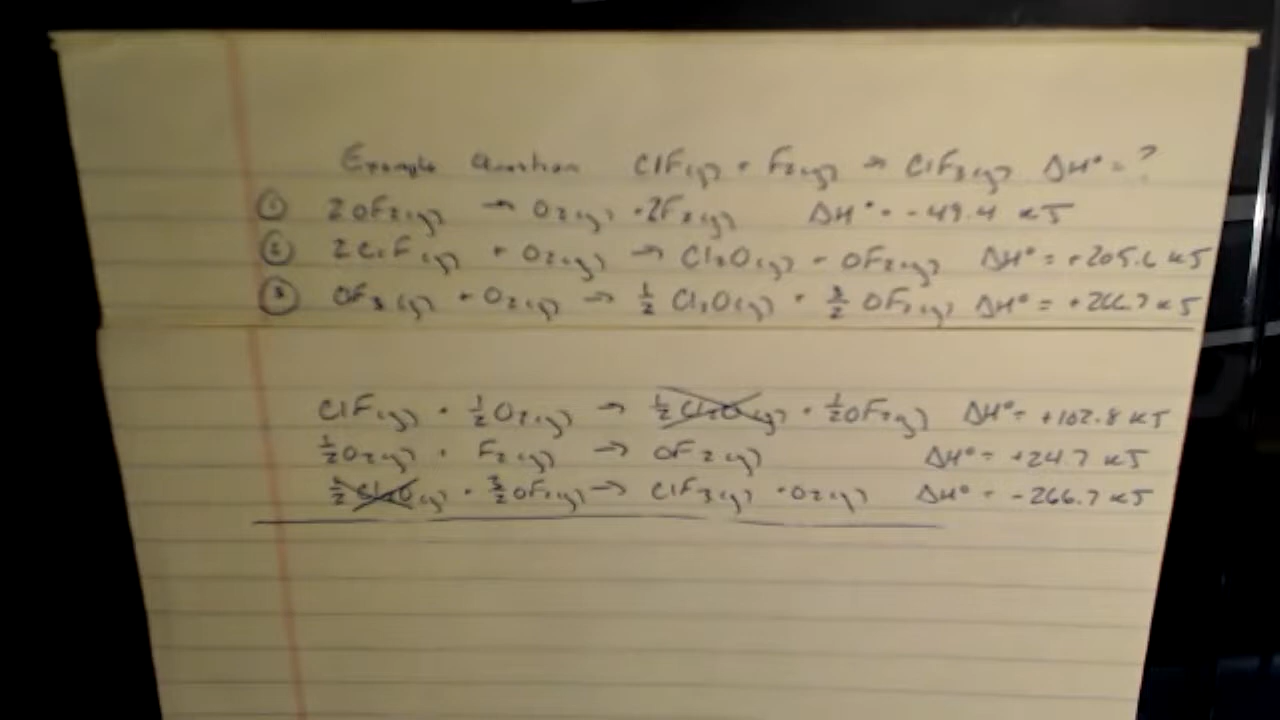 Example Question ClF(g) + F₂(g) → ClF₃(g) ΔH° = ?
① 2OF₂(g) → O₂(g) + 2F₂(g) ΔH° = -49.4 kJ
② 2ClF(g) + O₂(g) → Cl₂O(g) + OF₂(g) ΔH° = +205.6 kJ
③ ClF₃(g) + O₂(g) → ½ Cl₂O(g) + 3/2 OF₂(g) ΔH° = +266.7 kJ
ClF(g) + ½O₂(g) → ½Cl₂O(g) + ½OF₂(g) ΔH° = +102.8 kJ
½O₂(g) + F₂(g) → OF₂(g) ΔH° = +24.7 kJ
½Cl₂O(g) + 3/2OF₂(g) → ClF₃(g) + O₂(g) ΔH° = -266.7 kJ